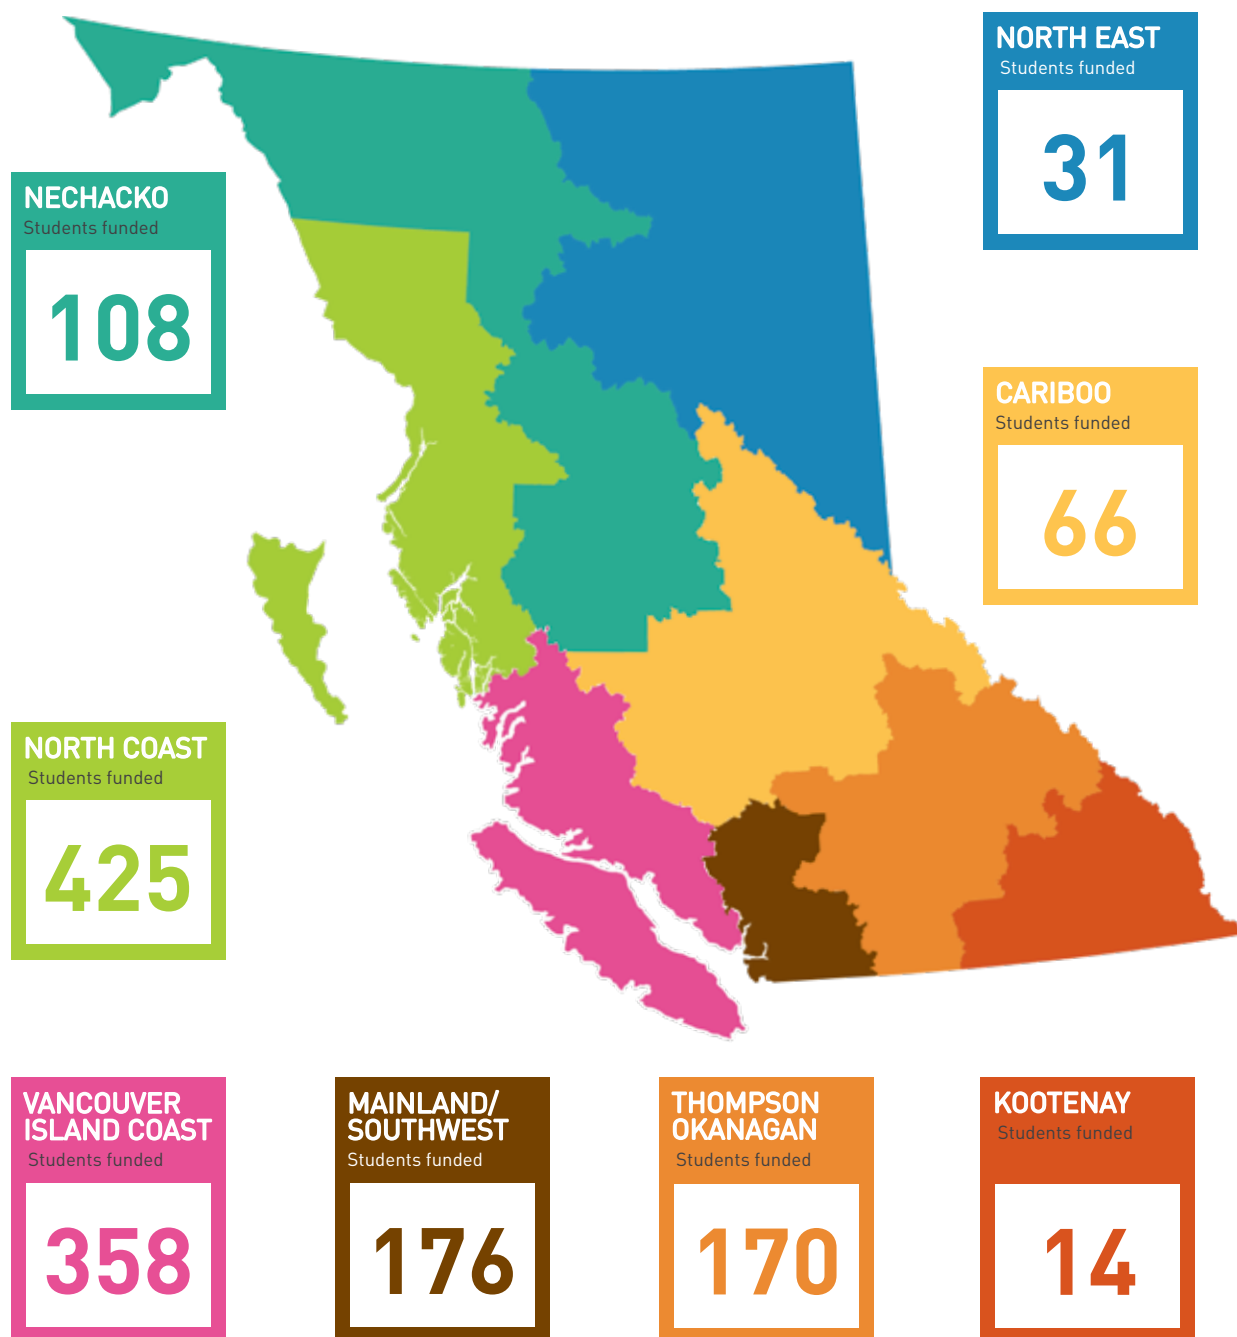 NORTH EAST
Students funded
31
NECHACKO
Students funded
108
CARIBOO
Students funded
66
NORTH COAST
Students funded
425
VANCOUVER
ISLAND COAST
Students funded
358
MAINLAND/
SOUTHWEST
Students funded
176
THOMPSON
OKANAGAN
Students funded
170
KOOTENAY
Students funded
14